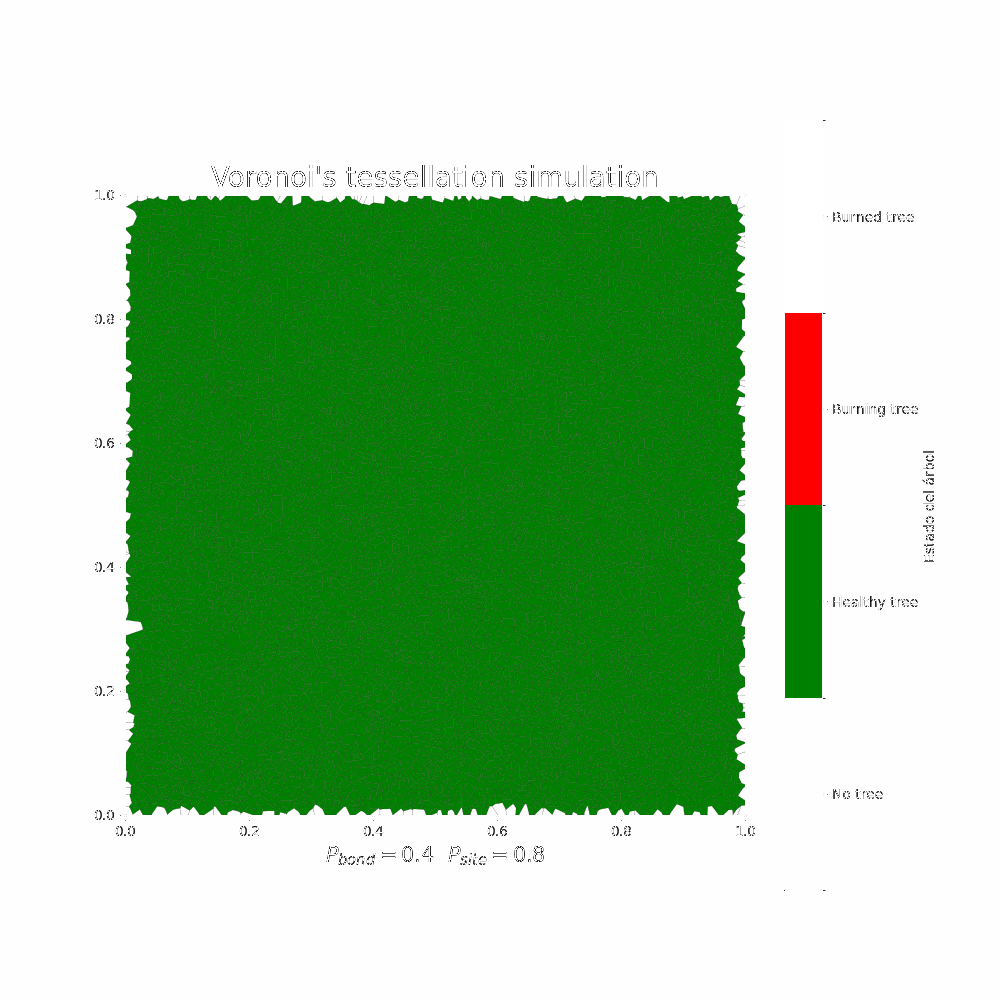 Voronoi's tessellation simulation
1.0
0.8
0.6
0.4
0.2
0.0
0.0 0.2 0.4 0.6 0.8 1.0
P_bond = 0.4 P_site = 0.8
Burned tree
Burning tree
Healthy tree
No tree
Estado del árbol